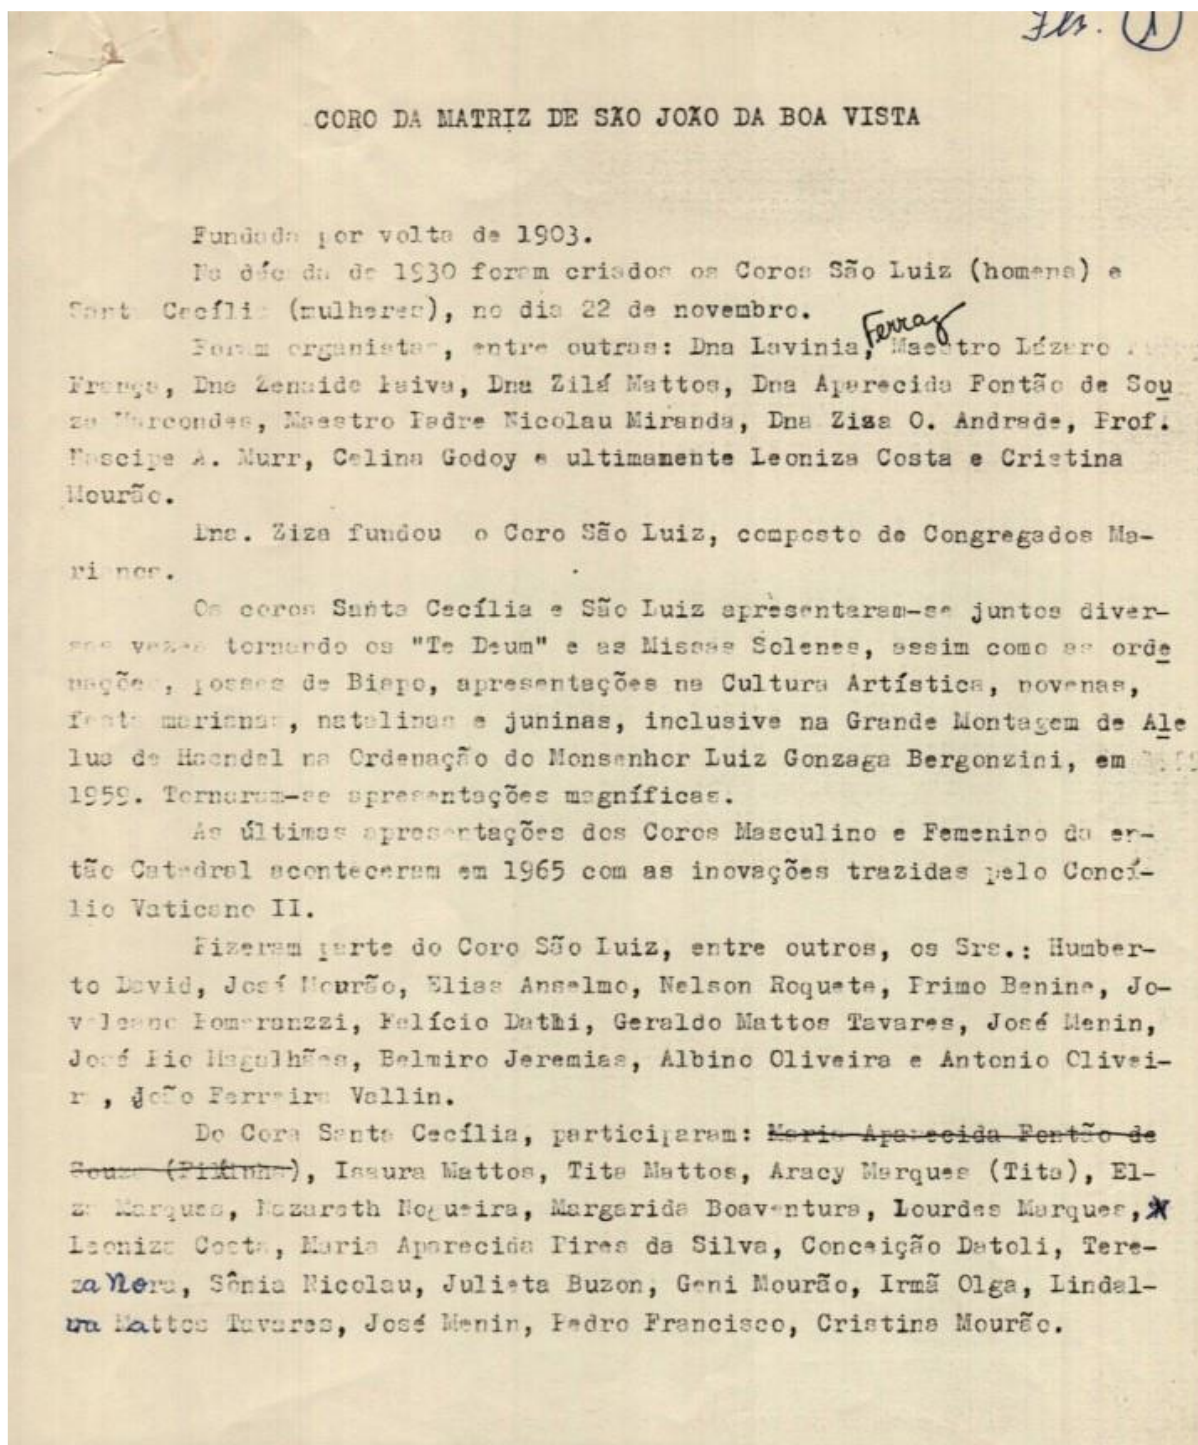 Fls. 1
CORO DA MATRIZ DE SÃO JOÃO DA BOA VISTA
Fundada por volta de 1903.
Na década de 1930 foram criados os Coros São Luiz (homens) e
Santa Cecília (mulheres), no dia 22 de novembro.
Ferraz
Foram organistas, entre outras: Dna Lavinia, Maestro Lázaro
França, Dna Zenaide Paiva, Dna Zilá Mattos, Dna Aparecida Fontão de Sou
za Marcondes, Maestro Padre Nicolau Miranda, Dna Ziza O. Andrade, Prof.
Nascipe A. Murr, Celina Godoy e ultimamente Leoniza Costa e Cristina
Mourão.
Dna. Ziza fundou o Coro São Luiz, composto de Congregados Ma-
rianos.
Os coros Santa Cecília e São Luiz apresentaram-se juntos diver-
sas vezes tornando os "Te Deum" e as Missas Solenes, assim como as orde
nações, posses de Bispo, apresentações na Cultura Artística, novenas,
festa marianas, natalinas e juninas, inclusive na Grande Montagem de Ale
lua de Haendel na Ordenação do Monsenhor Luiz Gonzaga Bergonzini, em
1959. Tornaram-se apresentações magníficas.
As últimas apresentações dos Coros Masculino e Femenino da en-
tão Catedral aconteceram em 1965 com as inovações trazidas pelo Concí-
lio Vaticano II.
Fizeram parte do Coro São Luiz, entre outros, os Srs.: Humber-
to David, José Mourão, Elias Anselmo, Nelson Roquete, Primo Benine, Jo-
valeano Pomeranzzi, Felício Dathi, Geraldo Mattos Tavares, José Menin,
José Pio Magalhães, Belmiro Jeremias, Albino Oliveira e Antonio Olivei-
ra, João Ferreira Vallin.
Do Cora Santa Cecília, participaram: Maria Aparecida Fontão de
Souza (Pikinha), Isaura Mattos, Tita Mattos, Aracy Marques (Tita), El-
za Marques, Nazareth Nogueira, Margarida Boaventura, Lourdes Marques,
Leoniza Costa, Maria Aparecida Pires da Silva, Conceição Datoli, Tere-
za Nora, Sônia Nicolau, Julieta Buzon, Geni Mourão, Irmã Olga, Lindal-
va Mattos Tavares, José Menin, Pedro Francisco, Cristina Mourão.